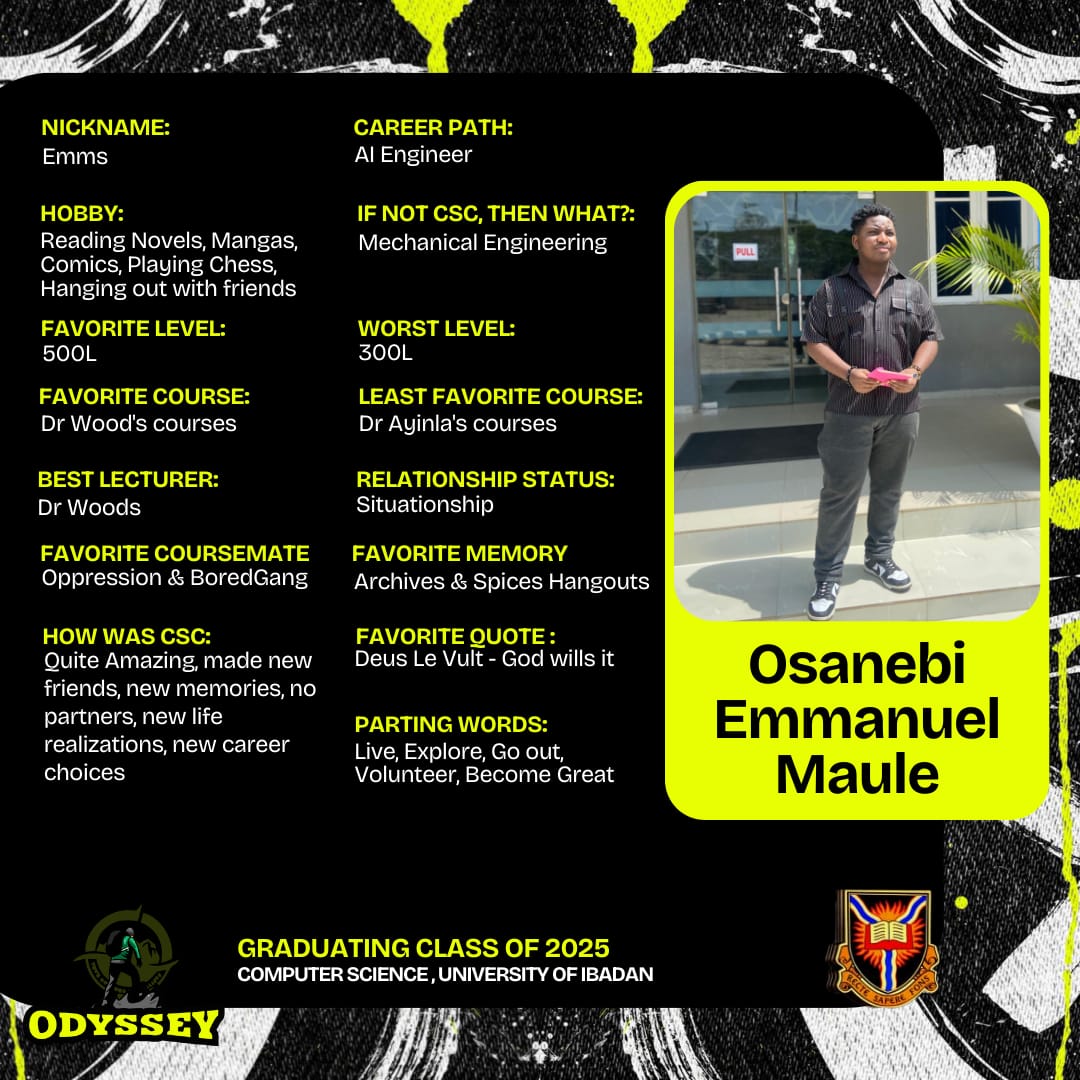 NICKNAME:
Emms
CAREER PATH:
AI Engineer
HOBBY:
Reading Novels, Mangas,
Comics, Playing Chess,
Hanging out with friends
IF NOT CSC, THEN WHAT?:
Mechanical Engineering
FAVORITE LEVEL:
500L
WORST LEVEL:
300L
FAVORITE COURSE:
Dr Wood's courses
LEAST FAVORITE COURSE:
Dr Ayinla's courses
BEST LECTURER:
Dr Woods
RELATIONSHIP STATUS:
Situationship
FAVORITE COURSEMATE
Oppression & BoredGang
FAVORITE MEMORY
Archives & Spices Hangouts
HOW WAS CSC:
Quite Amazing, made new
friends, new memories, no
partners, new life
realizations, new career
choices
FAVORITE QUOTE :
Deus Le Vult - God wills it
PARTING WORDS:
Live, Explore, Go out,
Volunteer, Become Great
PULL
Osanebi
Emmanuel
Maule
GRADUATING CLASS OF 2025
COMPUTER SCIENCE , UNIVERSITY OF IBADAN
ODYSSEY
RECTE SAPERE FONS